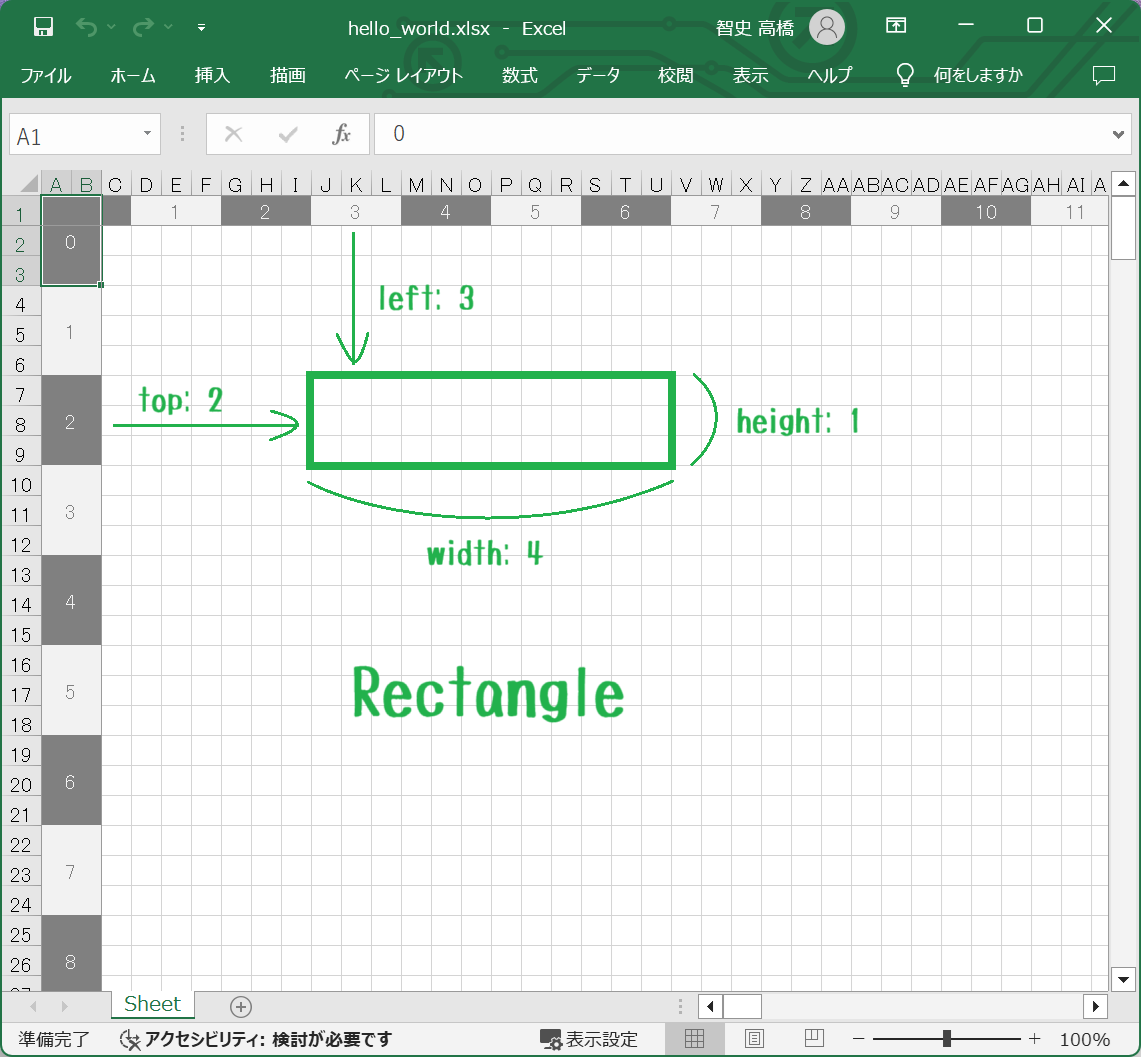 hello_world.xlsx - Excel
智史 高橋
ファイル ホーム 挿入 描画 ページ レイアウト 数式 データ 校閲 表示 ヘルプ 何をしますか
A1 fx 0
A B C D E F G H I J K L M N O P Q R S T U V W X Y Z AA AB AC AD AE AF AG AH AI A
1 1 2 3 4 5 6 7 8 9 10 11
2 0
3
left: 3
4
5 1
6
7
top: 2
8 2
height: 1
9
10
11 3
12
width: 4
13
14 4
15
16
17 5
Rectangle
18
19
20 6
21
22
23 7
24
25
26 8
Sheet
準備完了 アクセシビリティ: 検討が必要です 表示設定 100%